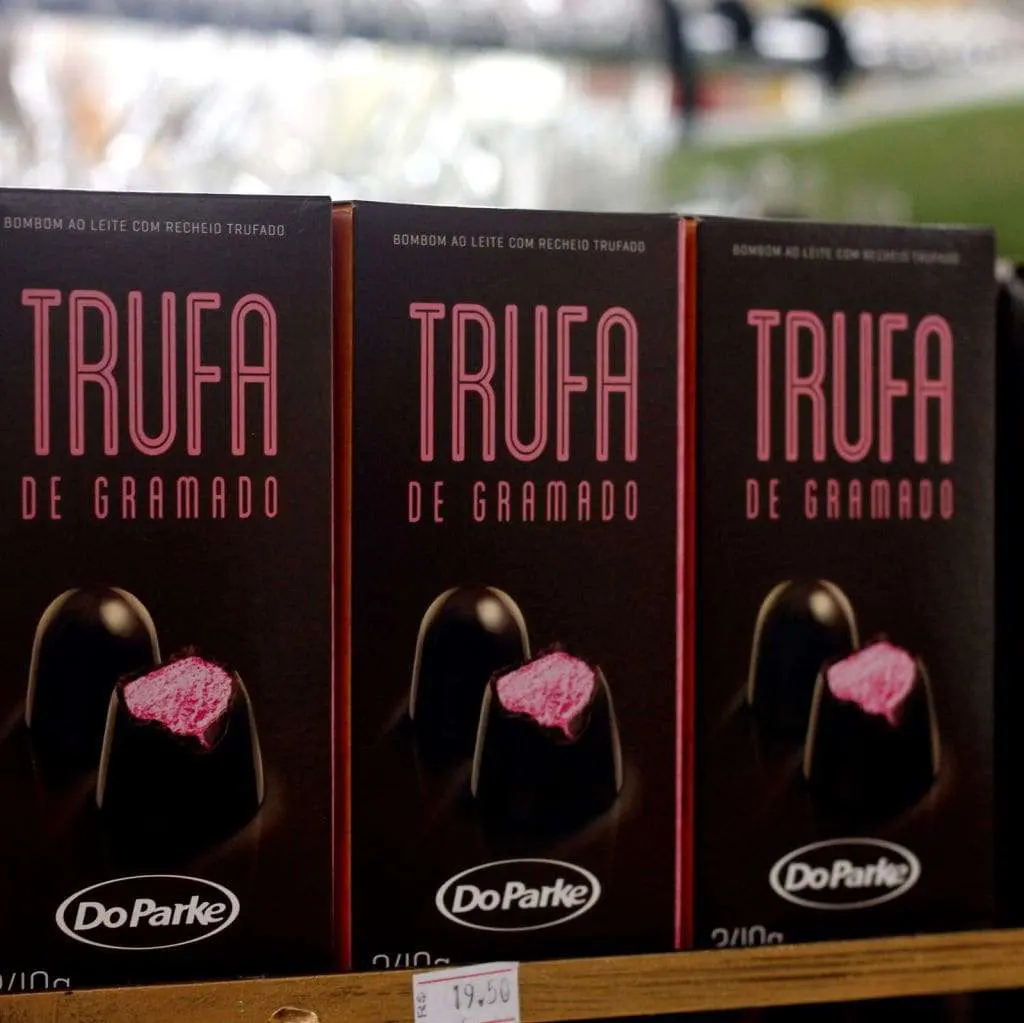 BOMBOM AO LEITE COM RECHEIO TRUFADO
TRUFA
DE GRAMADO
DoParke
BOMBOM AO LEITE COM RECHEIO TRUFADO
TRUFA
DE GRAMADO
DoParke
BOMBOM AO LEITE COM RECHEIO TRUFADO
TRUFA
DE GRAMADO
DoParke
R$ 19.50